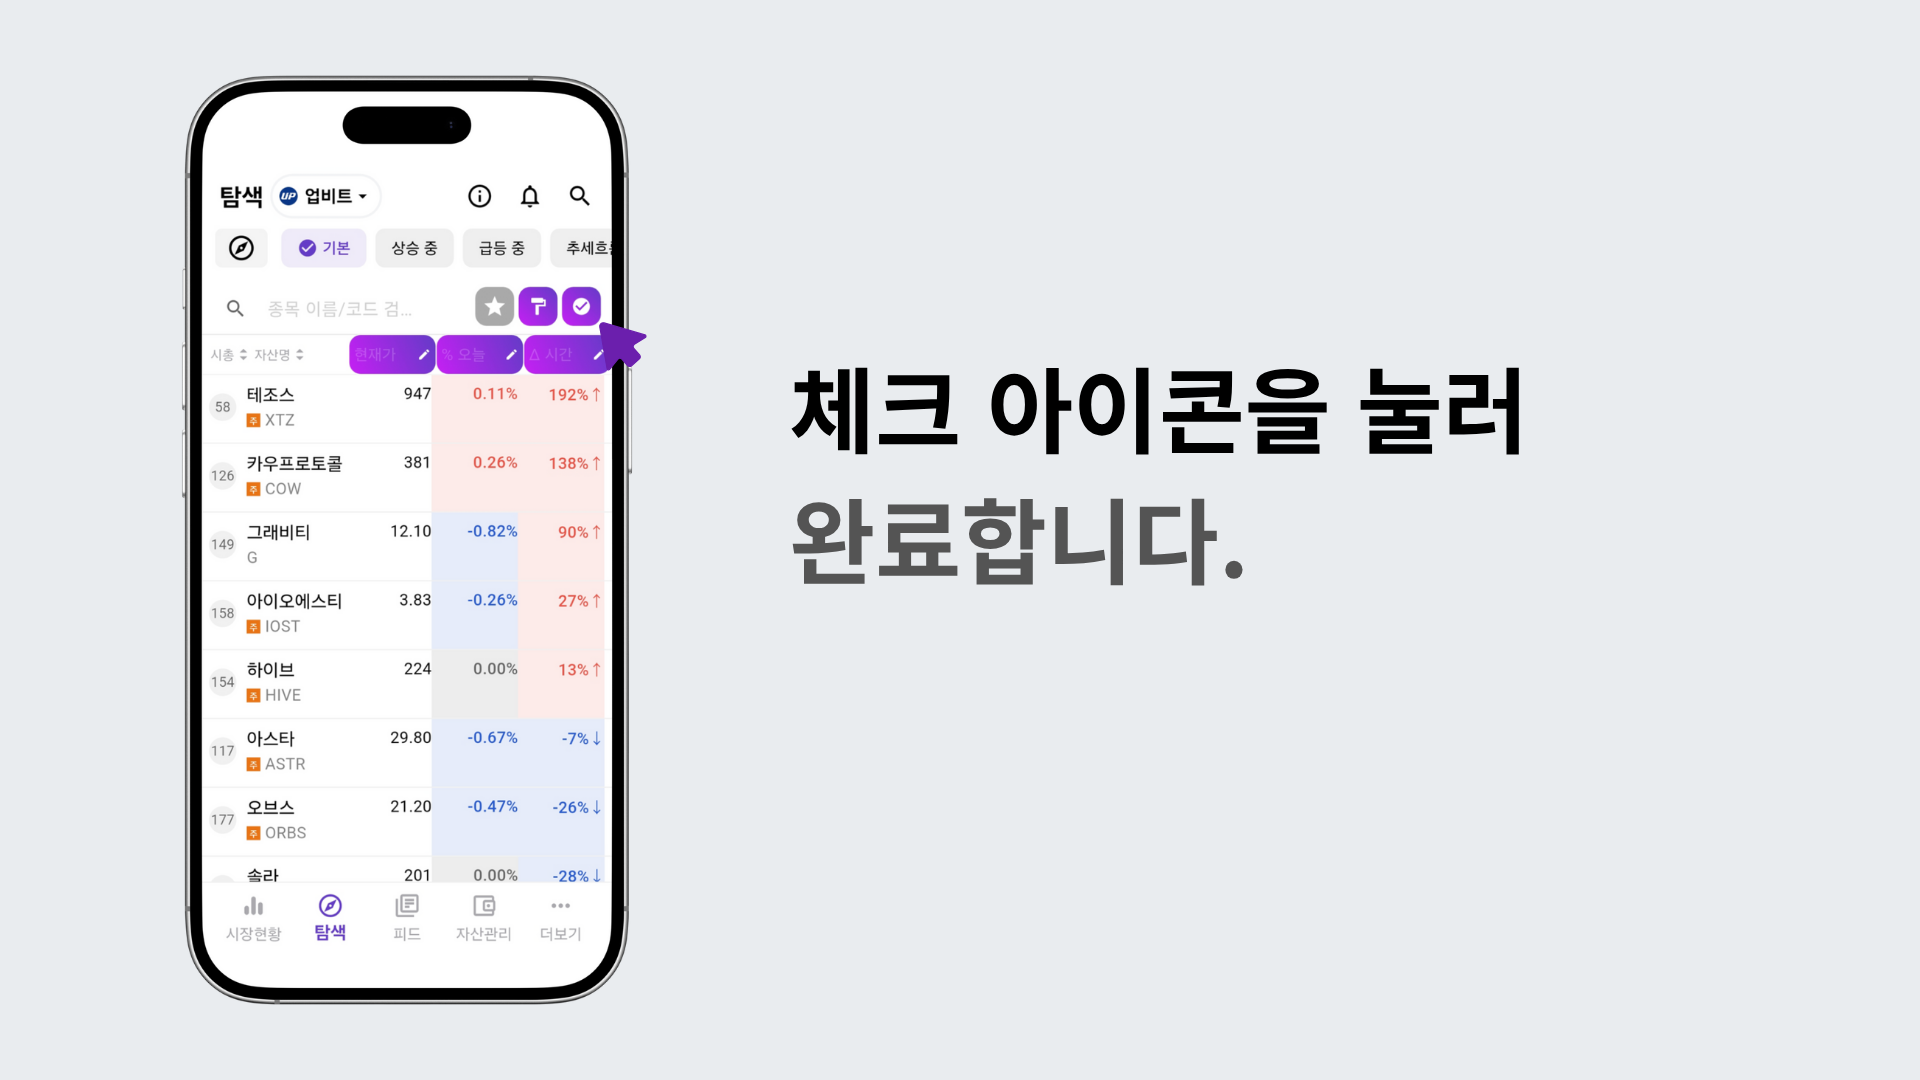 탐색 UP 업비트
기본 상승 중 급등 중 추세흐
종목 이름/코드 검...
시총 자산명 현재가 % 오늘 Δ 시간
58 테조스 947 0.11% 192%↑
주 XTZ
126 카우프로토콜 381 0.26% 138%↑
주 COW
149 그래비티 12.10 -0.82% 90%↑
G
158 아이오에스티 3.83 -0.26% 27%↑
주 IOST
154 하이브 224 0.00% 13%↑
주 HIVE
117 아스타 29.80 -0.67% -7%↓
주 ASTR
177 오브스 21.20 -0.47% -26%↓
주 ORBS
솔라 201 0.00% -28%↓
시장현황 탐색 피드 자산관리 더보기
체크 아이콘을 눌러
완료합니다.